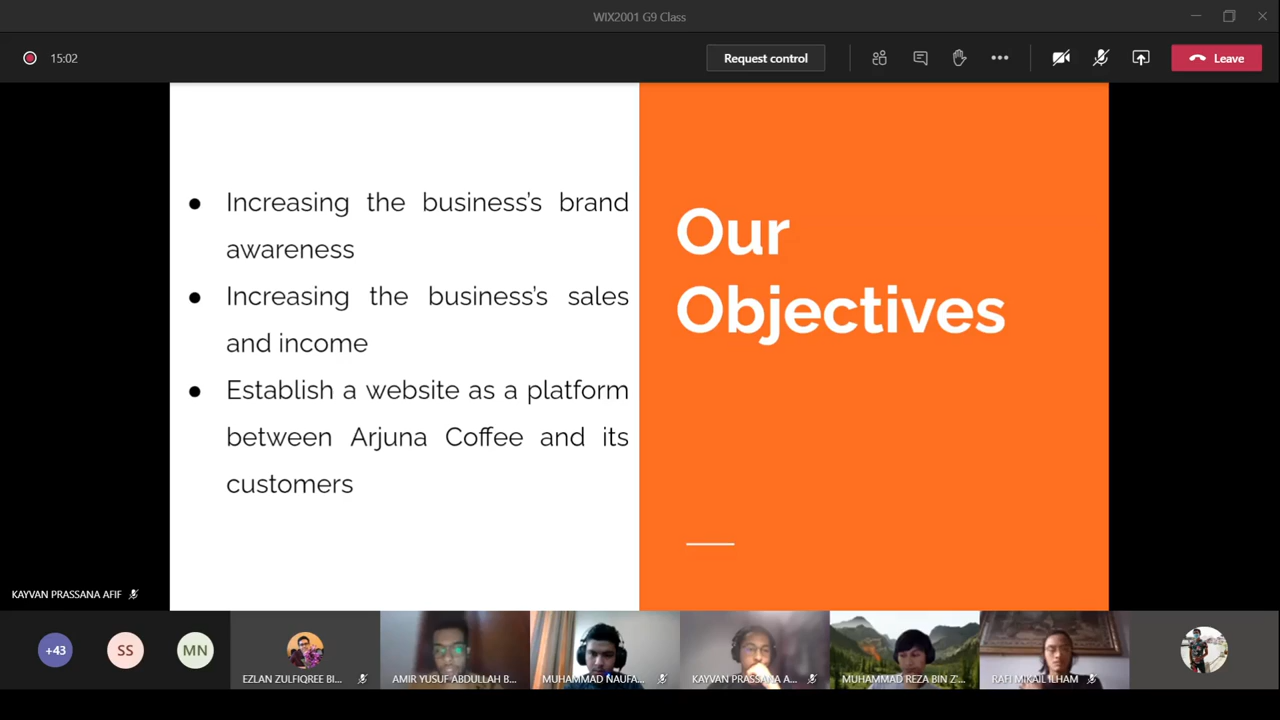 WIX2001 G9 Class
15:02
Request control
Leave
● Increasing the business's brand
awareness
● Increasing the business's sales
and income
● Establish a website as a platform
between Arjuna Coffee and its
customers
Our
Objectives
KAYVAN PRASSANA AFIF
+43
SS
MN
EZLAN ZULFIQREE BI...
AMIR YUSUF ABDULLAH B...
MUHAMMAD NAUFA...
KAYVAN PRASSANA A...
MUHAMMAD REZA BIN Z'...
RAFI MIKAIL ILHAM